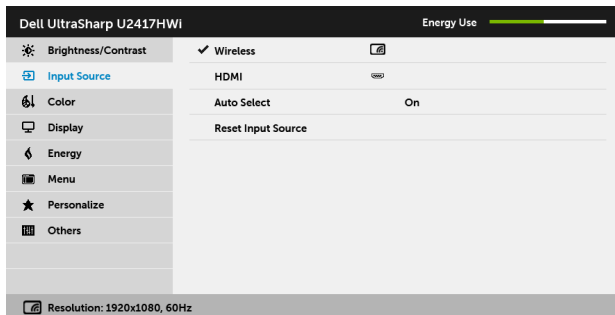 Dell UltraSharp U2417HWi
Energy Use
Brightness/Contrast
Wireless
Input Source
HDMI
Color
Auto Select On
Display
Reset Input Source
Energy
Menu
Personalize
Others
Resolution: 1920x1080, 60Hz